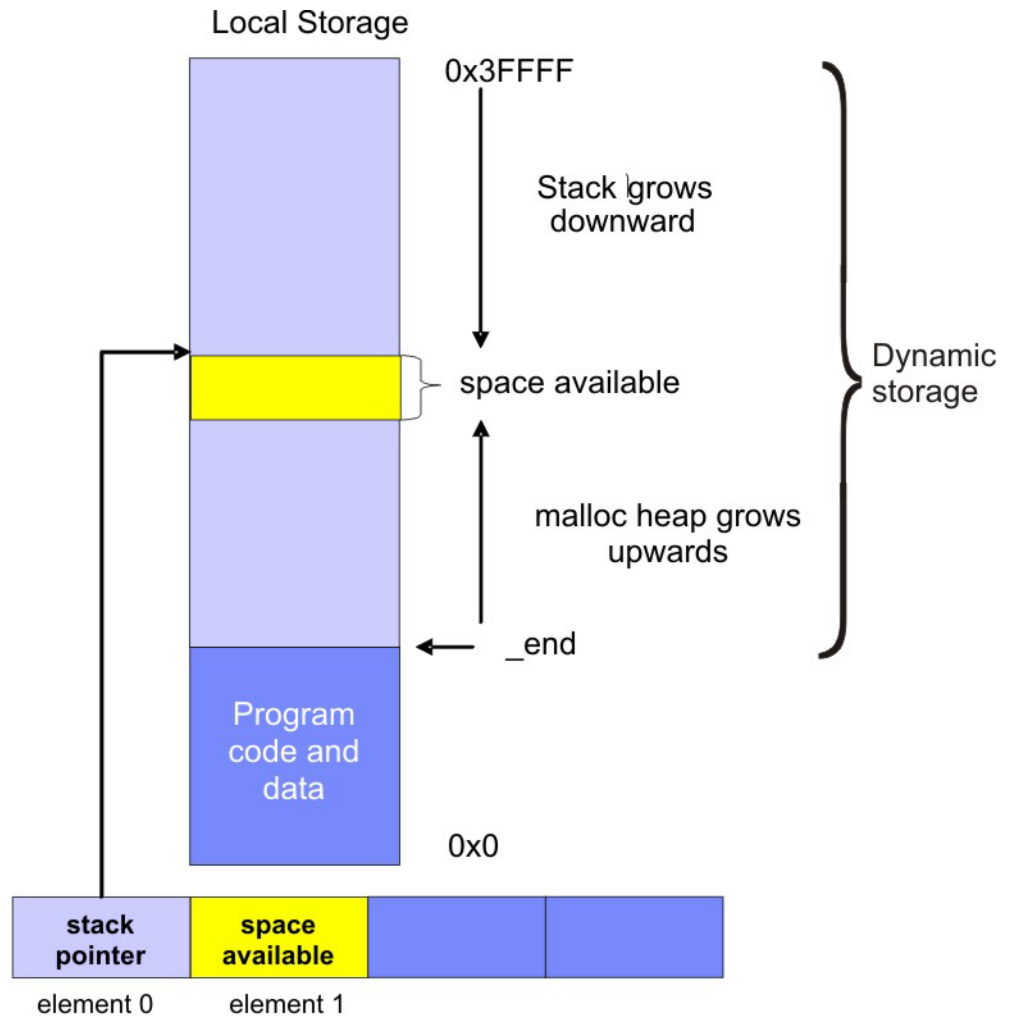 Local Storage
0x3FFFF
Stack grows
downward
space available
Dynamic
storage
malloc heap grows
upwards
_end
Program
code and
data
0x0
stack
pointer
space
available
element 0
element 1